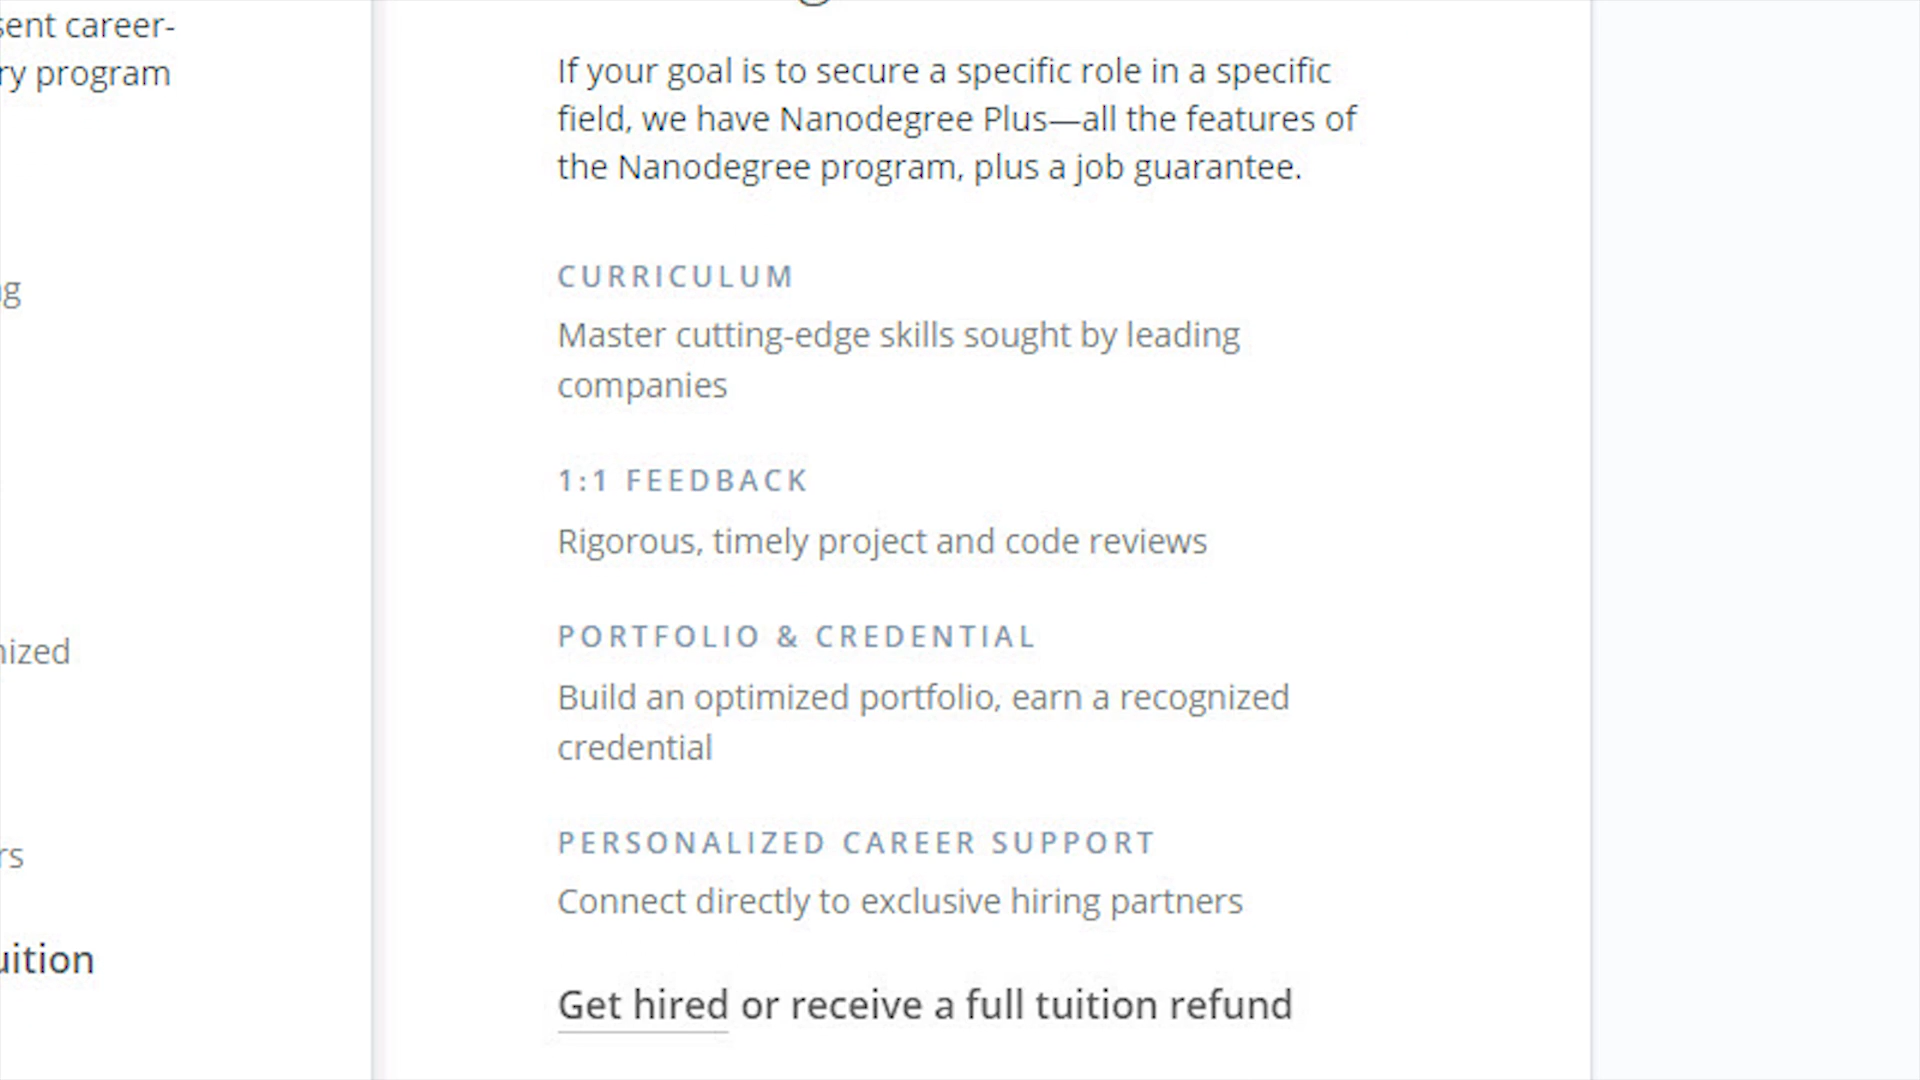 sent career-
ry program
ized
rs
uition
If your goal is to secure a specific role in a specific
field, we have Nanodegree Plus—all the features of
the Nanodegree program, plus a job guarantee.
CURRICULUM
Master cutting-edge skills sought by leading
companies
1:1 FEEDBACK
Rigorous, timely project and code reviews
PORTFOLIO & CREDENTIAL
Build an optimized portfolio, earn a recognized
credential
PERSONALIZED CAREER SUPPORT
Connect directly to exclusive hiring partners
Get hired or receive a full tuition refund